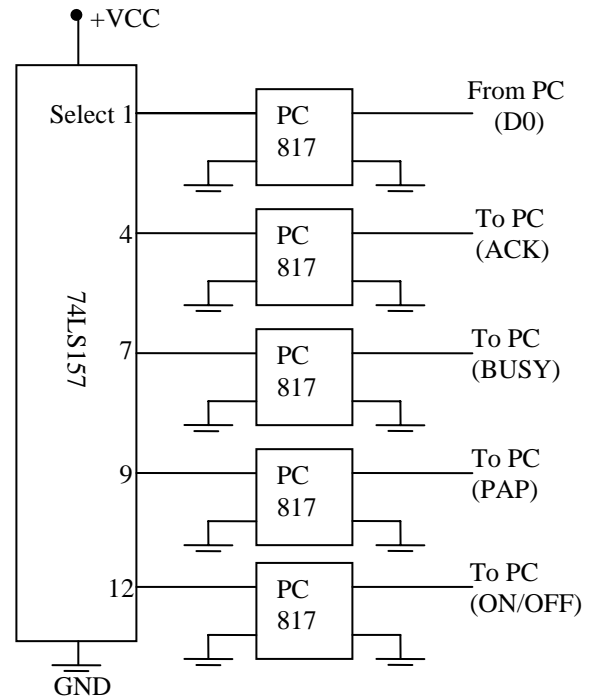 +VCC
Select 1
PC
817
From PC
(D0)
4
PC
817
To PC
(ACK)
74LS157
7
PC
817
To PC
(BUSY)
9
PC
817
To PC
(PAP)
12
PC
817
To PC
(ON/OFF)
GND